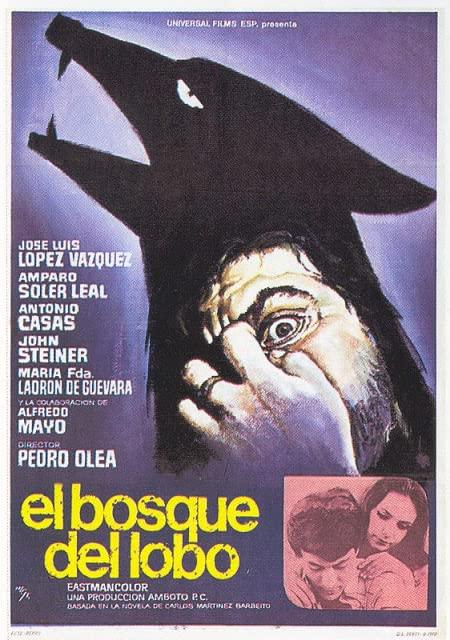 UNIVERSAL FILMS ESP. presenta
JOSE LUIS
LOPEZ VAZQUEZ
AMPARO
SOLER LEAL
ANTONIO
CASAS
JOHN
STEINER
MARIA Fda.
LADRON DE GUEVARA
Y LA COLABORACION DE
ALFREDO
MAYO
DIRECTOR
PEDRO OLEA
el bosque
del lobo
EASTMANCOLOR
UNA PRODUCCION AMBOTO P.C.
BASADA EN LA NOVELA DE CARLOS MARTINEZ BARBEITO